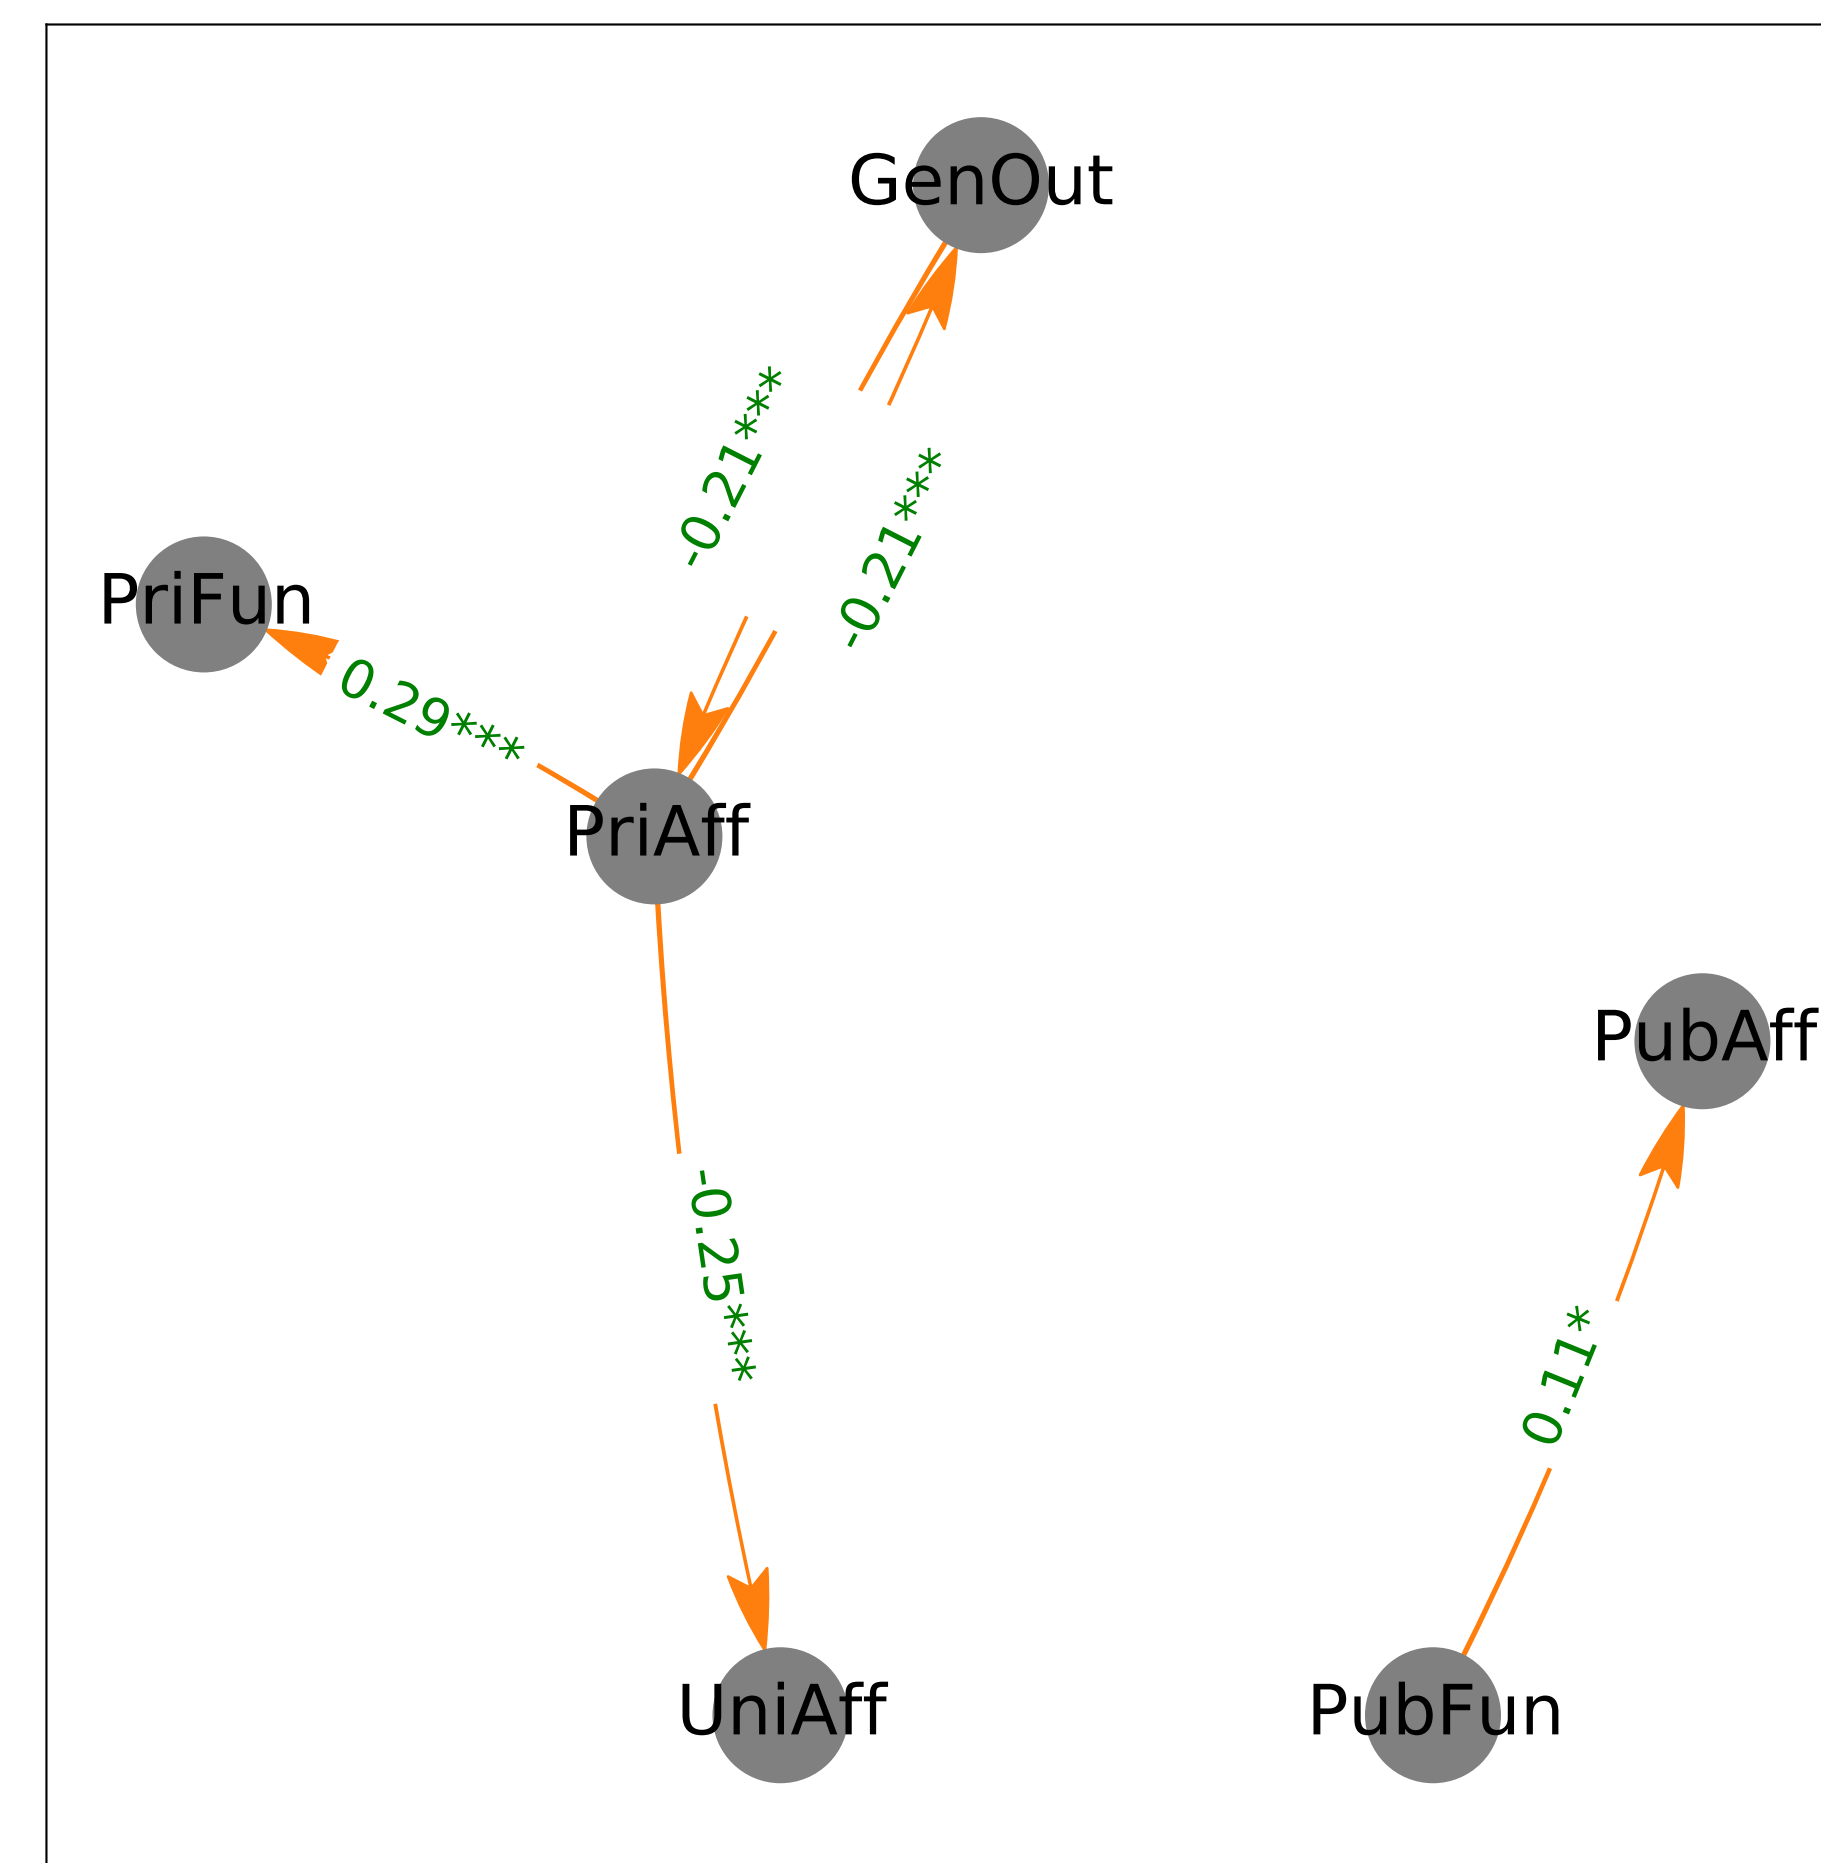 GenOut
-0.21***
-0.21***
PriFun
0.29***
PriAff
PubAff
-0.25***
0.11*
UniAff
PubFun